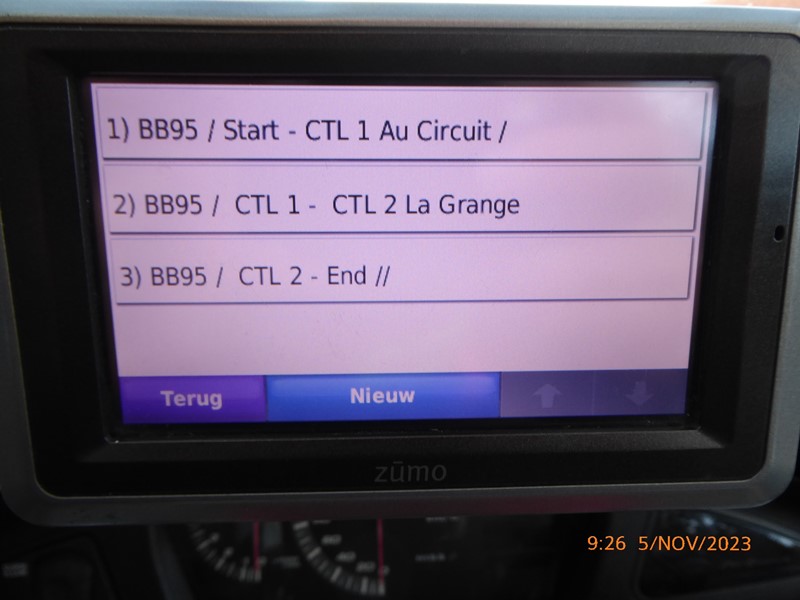 1) BB95 / Start - CTL 1 Au Circuit /
2) BB95 /  CTL 1 -  CTL 2 La Grange
3) BB95 /  CTL 2 - End //
Terug Nieuw
zūmo
9:26 5/NOV/2023